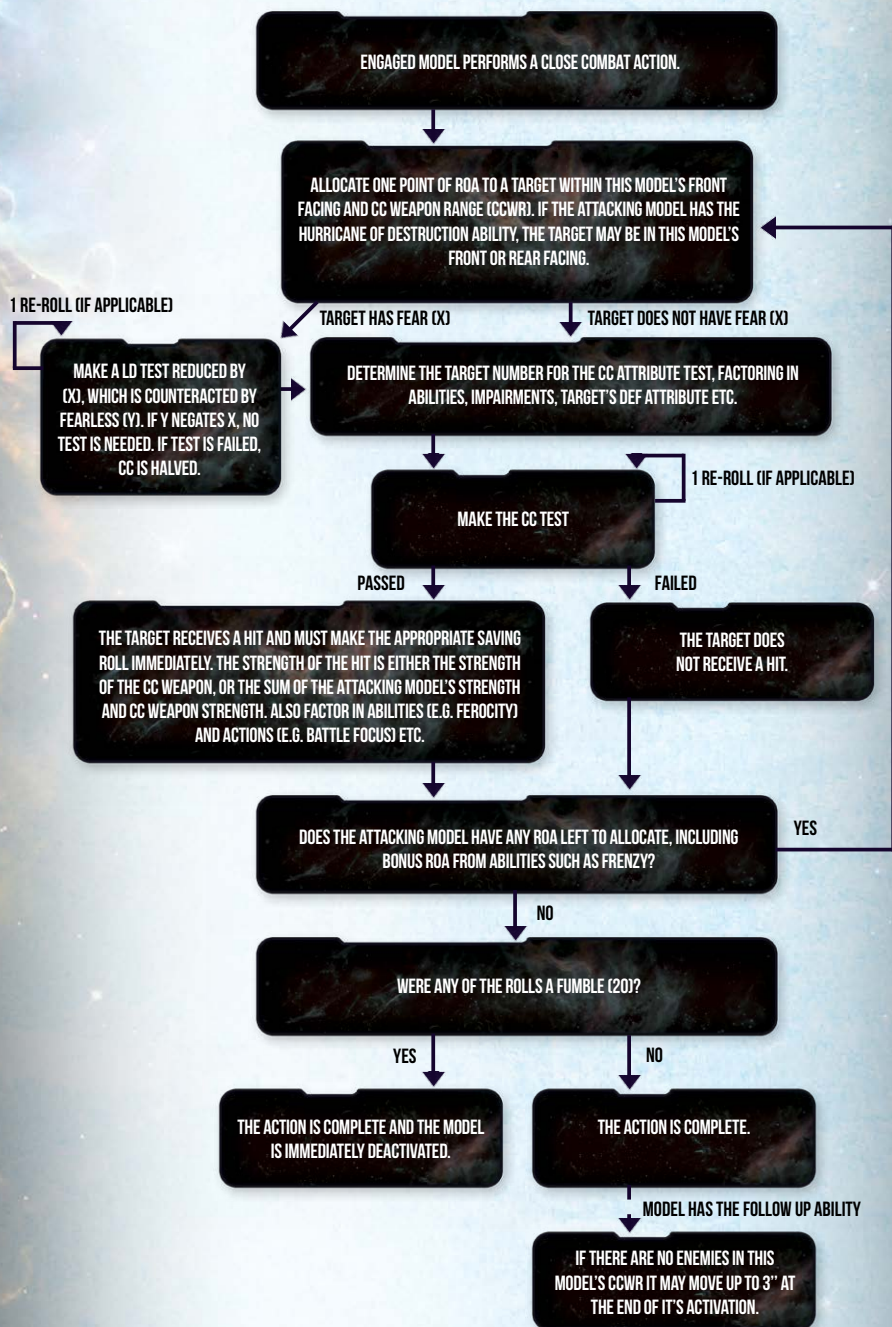 ENGAGED MODEL PERFORMS A CLOSE COMBAT ACTION.
ALLOCATE ONE POINT OF ROA TO A TARGET WITHIN THIS MODEL'S FRONT
FACING AND CC WEAPON RANGE (CCWR). IF THE ATTACKING MODEL HAS THE
HURRICANE OF DESTRUCTION ABILITY, THE TARGET MAY BE IN THIS MODEL'S
FRONT OR REAR FACING.
1 RE-ROLL (IF APPLICABLE)
TARGET HAS FEAR (X)
TARGET DOES NOT HAVE FEAR (X)
MAKE A LD TEST REDUCED BY
(X), WHICH IS COUNTERACTED BY
FEARLESS (Y). IF Y NEGATES X, NO
TEST IS NEEDED. IF TEST IS FAILED,
CC IS HALVED.
DETERMINE THE TARGET NUMBER FOR THE CC ATTRIBUTE TEST, FACTORING IN
ABILITIES, IMPAIRMENTS, TARGET'S DEF ATTRIBUTE ETC.
1 RE-ROLL (IF APPLICABLE)
MAKE THE CC TEST
PASSED
FAILED
THE TARGET RECEIVES A HIT AND MUST MAKE THE APPROPRIATE SAVING
ROLL IMMEDIATELY. THE STRENGTH OF THE HIT IS EITHER THE STRENGTH
OF THE CC WEAPON, OR THE SUM OF THE ATTACKING MODEL'S STRENGTH
AND CC WEAPON STRENGTH. ALSO FACTOR IN ABILITIES (E.G. FEROCITY)
AND ACTIONS (E.G. BATTLE FOCUS) ETC.
THE TARGET DOES
NOT RECEIVE A HIT.
DOES THE ATTACKING MODEL HAVE ANY ROA LEFT TO ALLOCATE, INCLUDING
BONUS ROA FROM ABILITIES SUCH AS FRENZY?
YES
NO
WERE ANY OF THE ROLLS A FUMBLE (20)?
YES
NO
THE ACTION IS COMPLETE AND THE MODEL
IS IMMEDIATELY DEACTIVATED.
THE ACTION IS COMPLETE.
MODEL HAS THE FOLLOW UP ABILITY
IF THERE ARE NO ENEMIES IN THIS
MODEL'S CCWR IT MAY MOVE UP TO 3'' AT
THE END OF IT'S ACTIVATION.